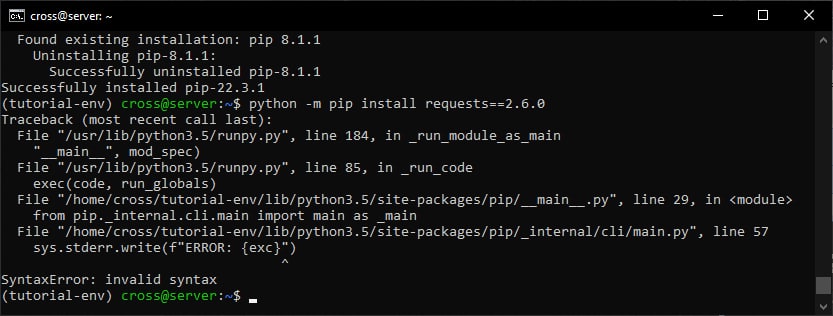 cross@server: ~
Found existing installation: pip 8.1.1
Uninstalling pip-8.1.1:
Successfully uninstalled pip-8.1.1
Successfully installed pip-22.3.1
(tutorial-env) cross@server:~$ python -m pip install requests==2.6.0
Traceback (most recent call last):
File "/usr/lib/python3.5/runpy.py", line 184, in _run_module_as_main
"__main__", mod_spec)
File "/usr/lib/python3.5/runpy.py", line 85, in _run_code
exec(code, run_globals)
File "/home/cross/tutorial-env/lib/python3.5/site-packages/pip/__main__.py", line 29, in <module>
from pip._internal.cli.main import main as _main
File "/home/cross/tutorial-env/lib/python3.5/site-packages/pip/_internal/cli/main.py", line 57
sys.stderr.write(f"ERROR: {exc}")
^
SyntaxError: invalid syntax
(tutorial-env) cross@server:~$